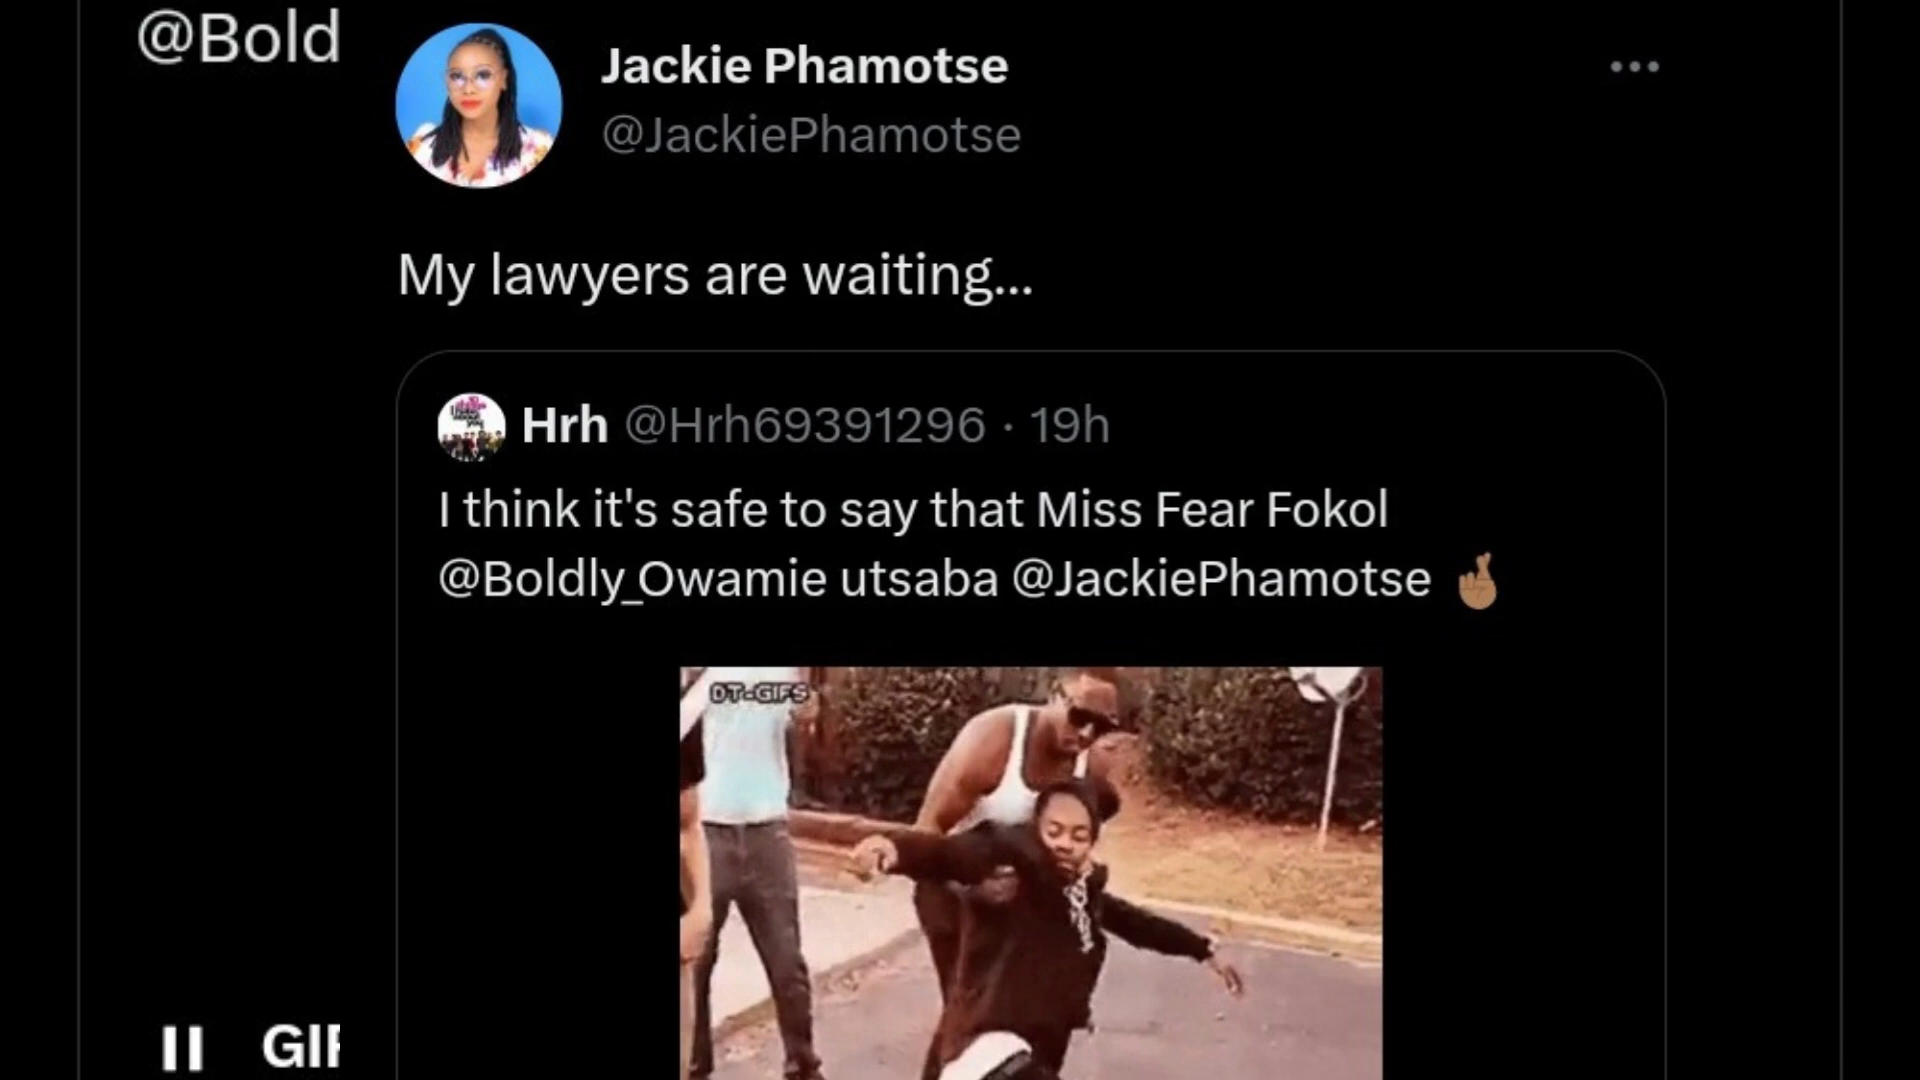 @Bold
Jackie Phamotse
@JackiePhamotse
My lawyers are waiting...
Hrh @Hrh69391296 · 19h
I think it's safe to say that Miss Fear Fokol
@Boldly_Owamie utsaba @JackiePhamotse 🤞🏽
DT-GIFS
GIF